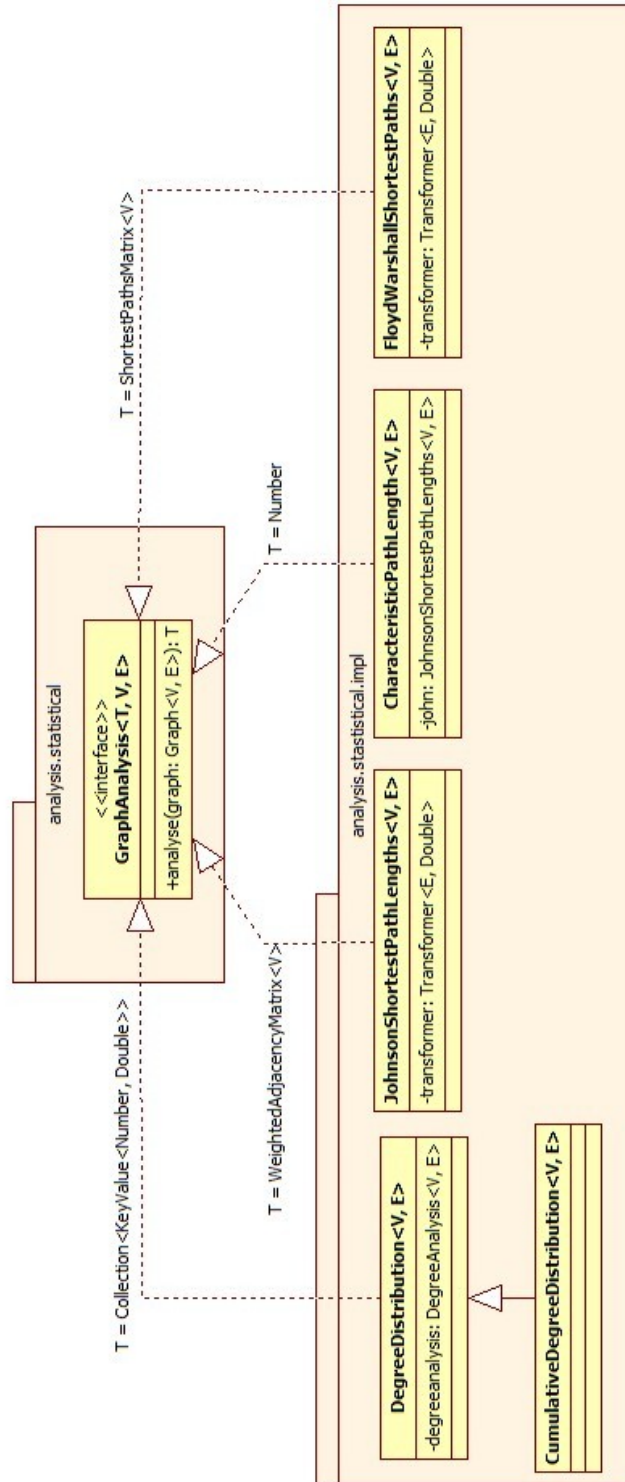 analysis.statistical
<<interface>>
GraphAnalysis<T, V, E>
+analyse(graph: Graph<V, E>): T
T = Collection<KeyValue<Number, Double>>
T = WeightedAdjacencyMatrix<V>
T = Number
T = ShortestPathsMatrix<V>
analysis.stastistical.impl
DegreeDistribution<V, E>
-degreeanalysis: DegreeAnalysis<V, E>
JohnsonShortestPathLengths<V, E>
-transformer: Transformer<E, Double>
CharacteristicPathLength<V, E>
-john: JohnsonShortestPathLengths<V, E>
FloydWarshallShortestPaths<V, E>
-transformer: Transformer<E, Double>
CumulativeDegreeDistribution<V, E>